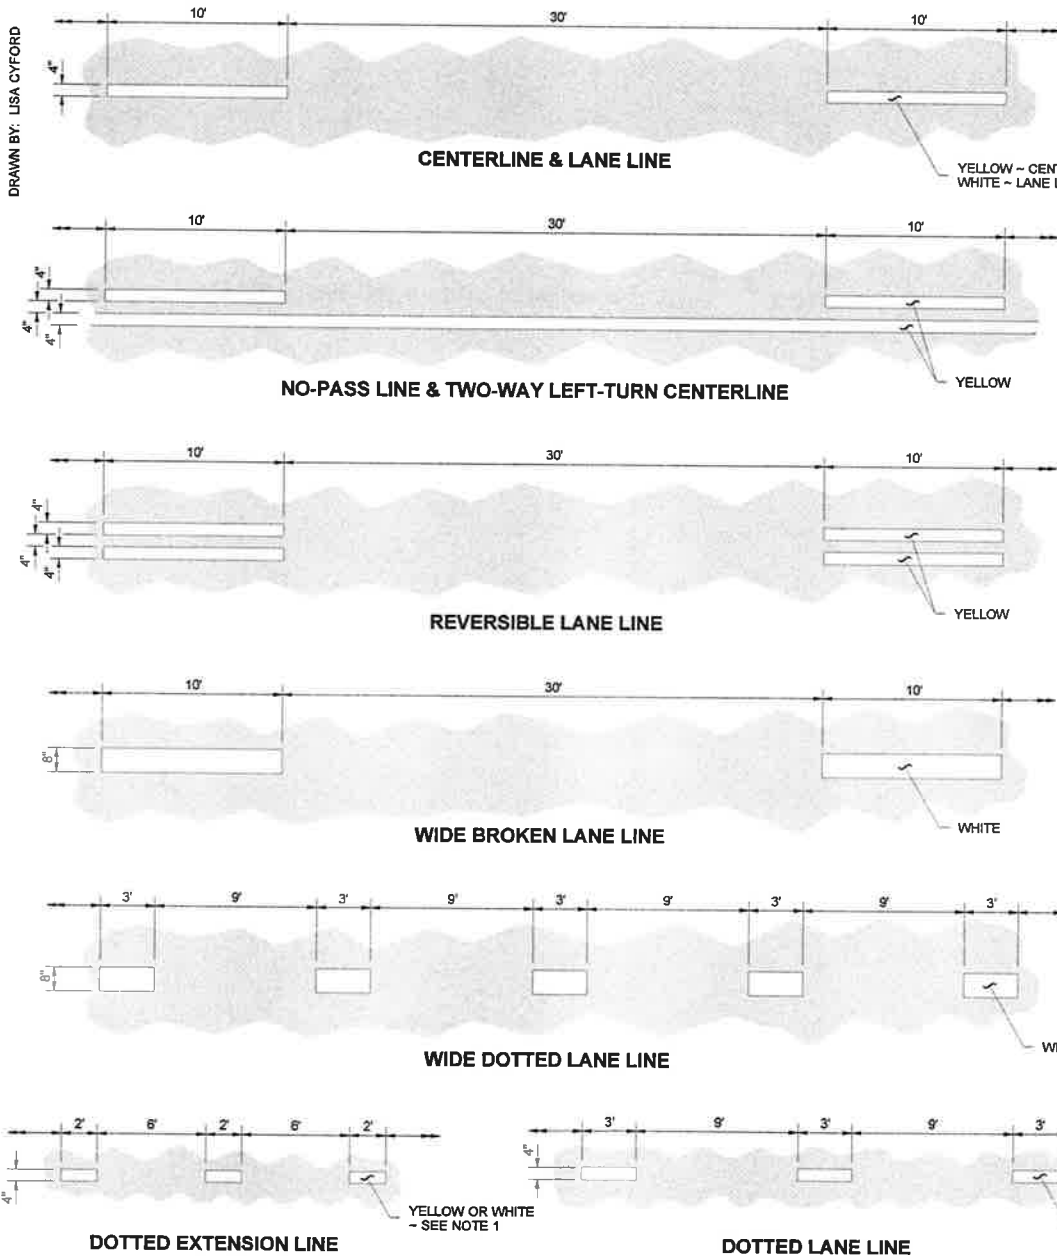 DRAWN BY: LISA CYFORD
10' 30' 10'
4"
CENTERLINE & LANE LINE
YELLOW ~ CENT
WHITE ~ LANE L
10' 30' 10'
4"
4"
4"
YELLOW
NO-PASS LINE & TWO-WAY LEFT-TURN CENTERLINE
10' 30' 10'
4"
4"
4"
YELLOW
REVERSIBLE LANE LINE
10' 30' 10'
8"
WHITE
WIDE BROKEN LANE LINE
3' 9' 3' 9' 3' 9' 3' 9' 3'
8"
WIDE DOTTED LANE LINE
2' 6' 2' 6' 2'
4"
YELLOW OR WHITE
~ SEE NOTE 1
DOTTED EXTENSION LINE
3' 9' 3' 9' 3'
4"
DOTTED LANE LINE